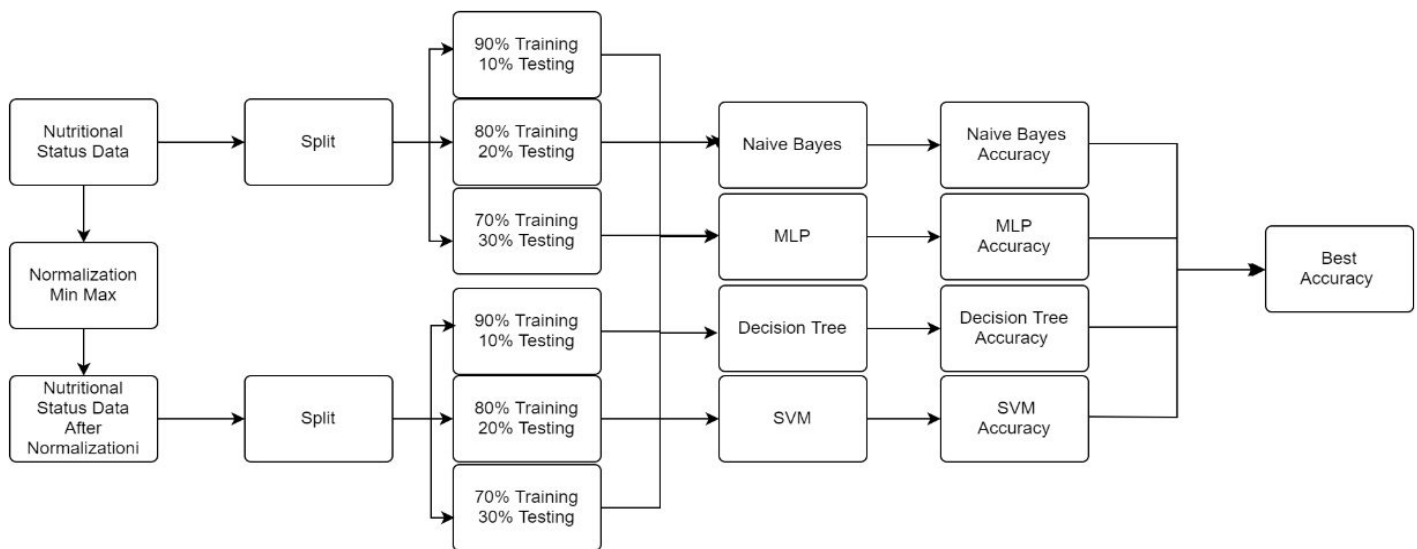 90% Training
10% Testing
Nutritional
Status Data
Split
80% Training
20% Testing
Naive Bayes
Naive Bayes
Accuracy
70% Training
30% Testing
MLP
MLP
Accuracy
Normalization
Min Max
Best
Accuracy
90% Training
10% Testing
Decision Tree
Decision Tree
Accuracy
Nutritional
Status Data
After
Normalizationi
Split
80% Training
20% Testing
SVM
SVM
Accuracy
70% Training
30% Testing